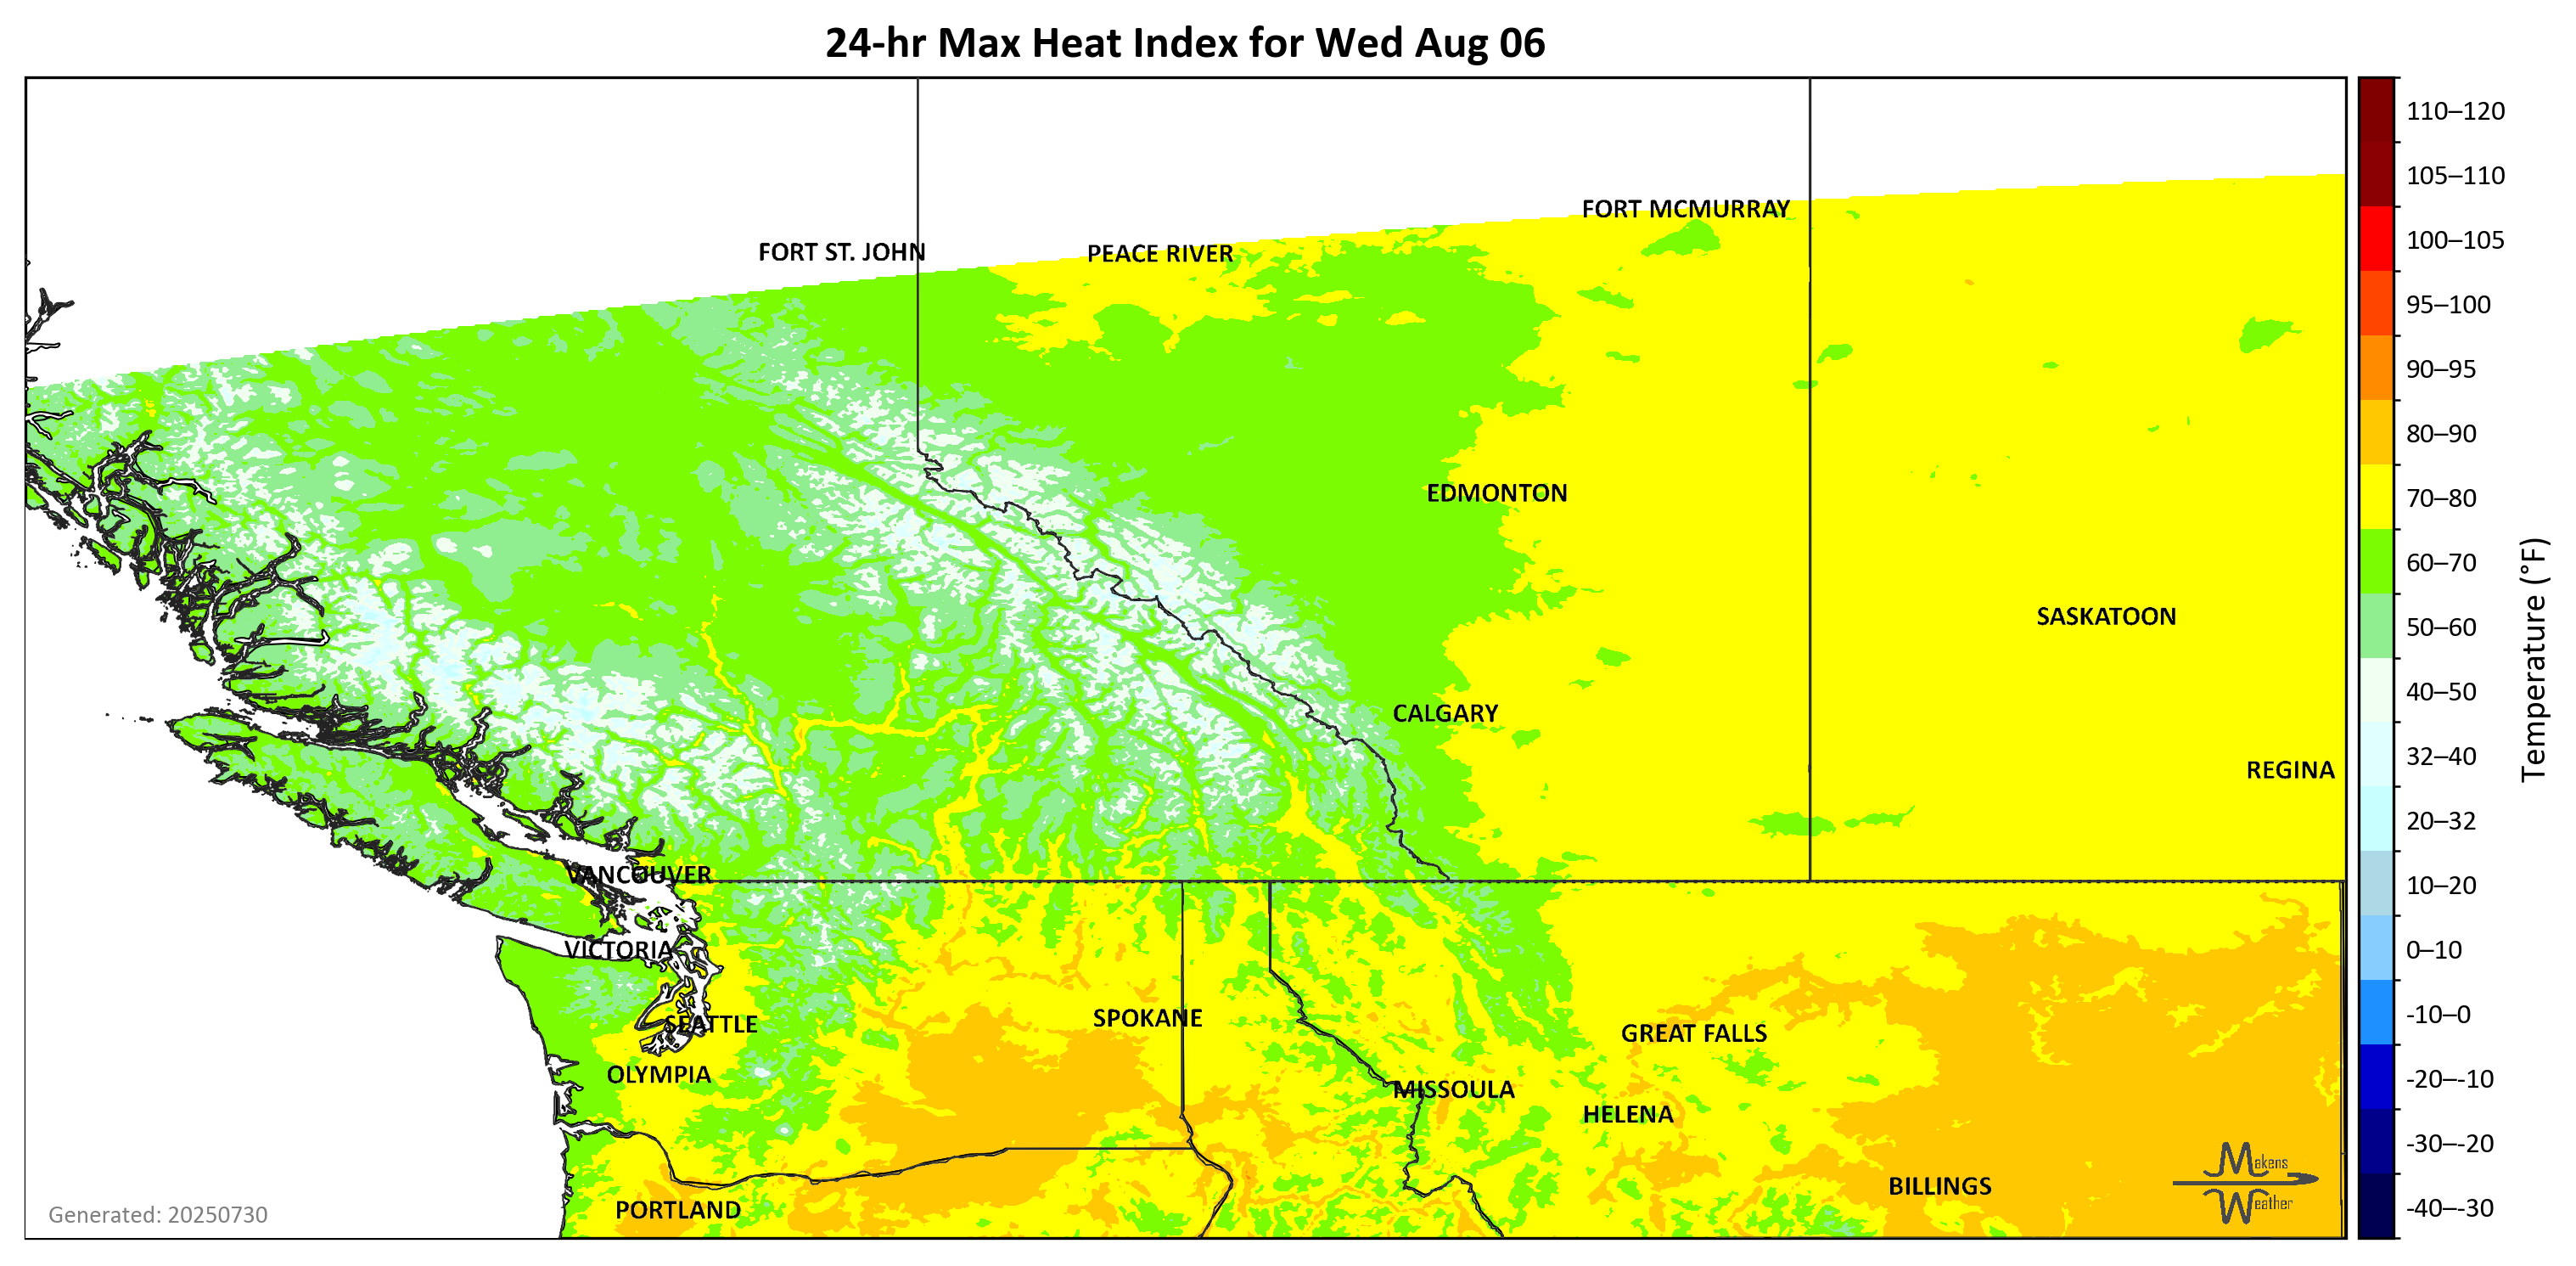 24-hr Max Heat Index for Wed Aug 06
110–120
105–110
FORT MCMURRAY
100–105
FORT ST. JOHN
PEACE RIVER
95–100
90–95
80–90
EDMONTON
70–80
60–70
SASKATOON
50–60
40–50
CALGARY
32–40
REGINA
20–32
VANCOUVER
10–20
VICTORIA
0–10
SPOKANE
-10–0
SEATTLE
GREAT FALLS
OLYMPIA
-20–-10
MISSOULA
HELENA
-30–-20
Makens
Weather
BILLINGS
-40–-30
PORTLAND
Generated: 20250730
Temperature (°F)